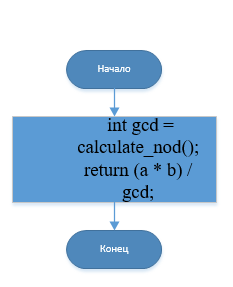 Начало
int gcd =
calculate_nod();
return (a * b) /
gcd;
Конец